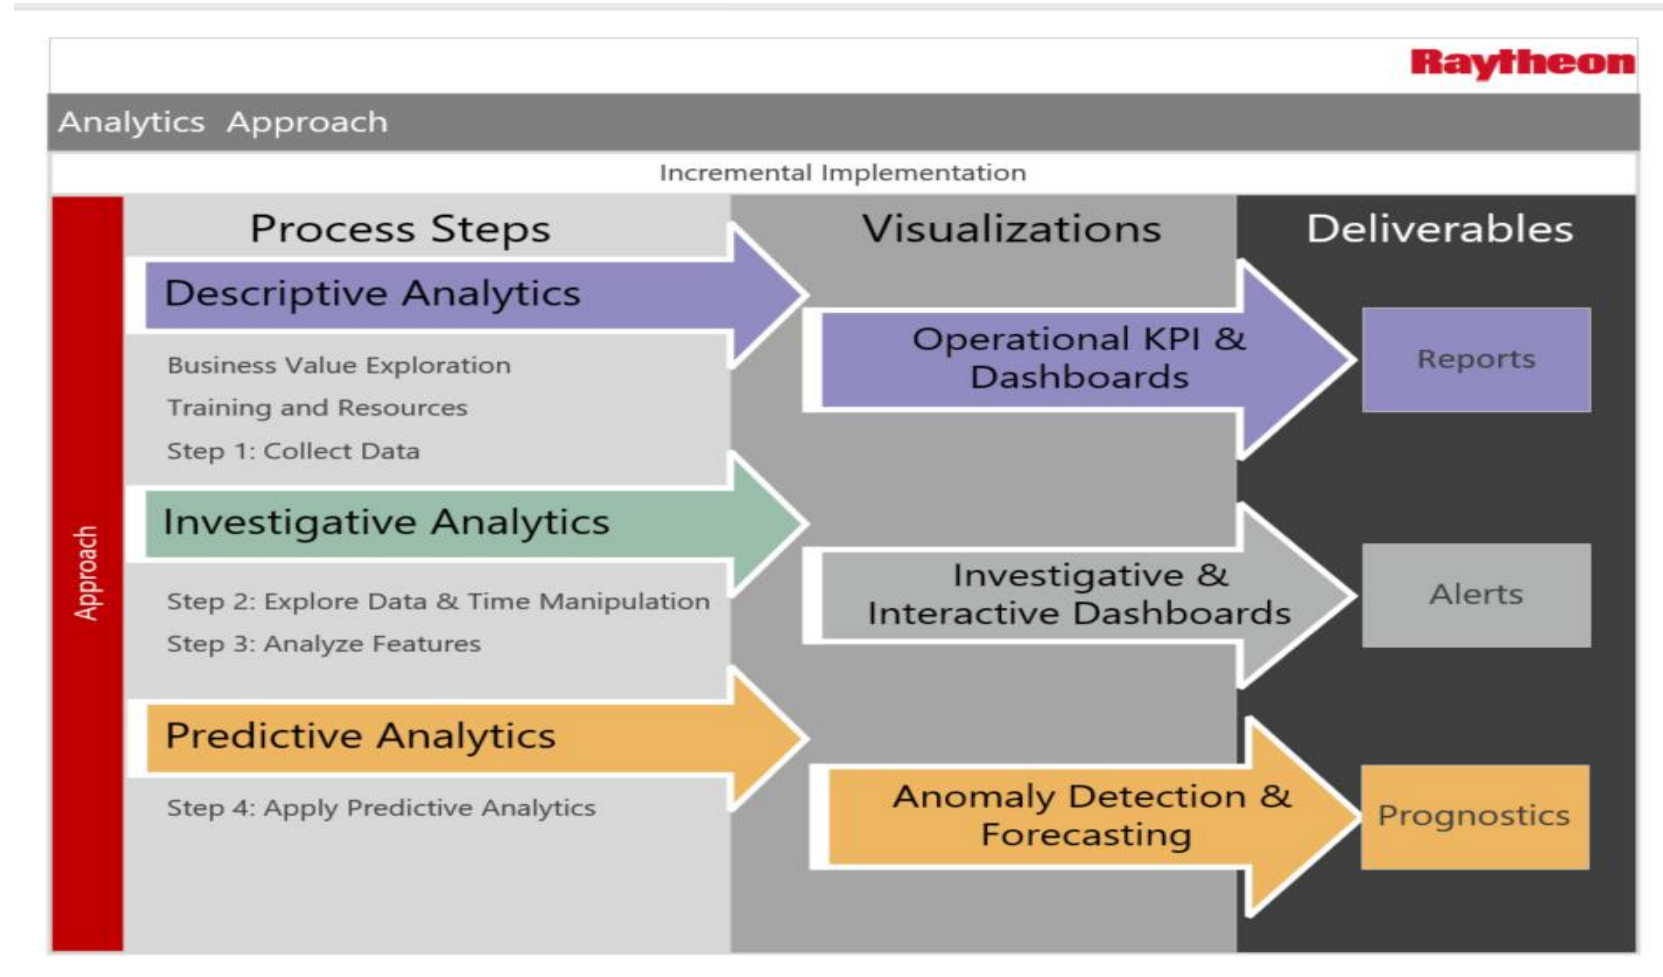 Raytheon
Analytics Approach
Incremental Implementation
Approach
Process Steps
Visualizations
Deliverables
Descriptive Analytics
Business Value Exploration
Training and Resources
Step 1: Collect Data
Operational KPI &
Dashboards
Reports
Investigative Analytics
Step 2: Explore Data & Time Manipulation
Step 3: Analyze Features
Investigative &
Interactive Dashboards
Alerts
Predictive Analytics
Step 4: Apply Predictive Analytics
Anomaly Detection &
Forecasting
Prognostics